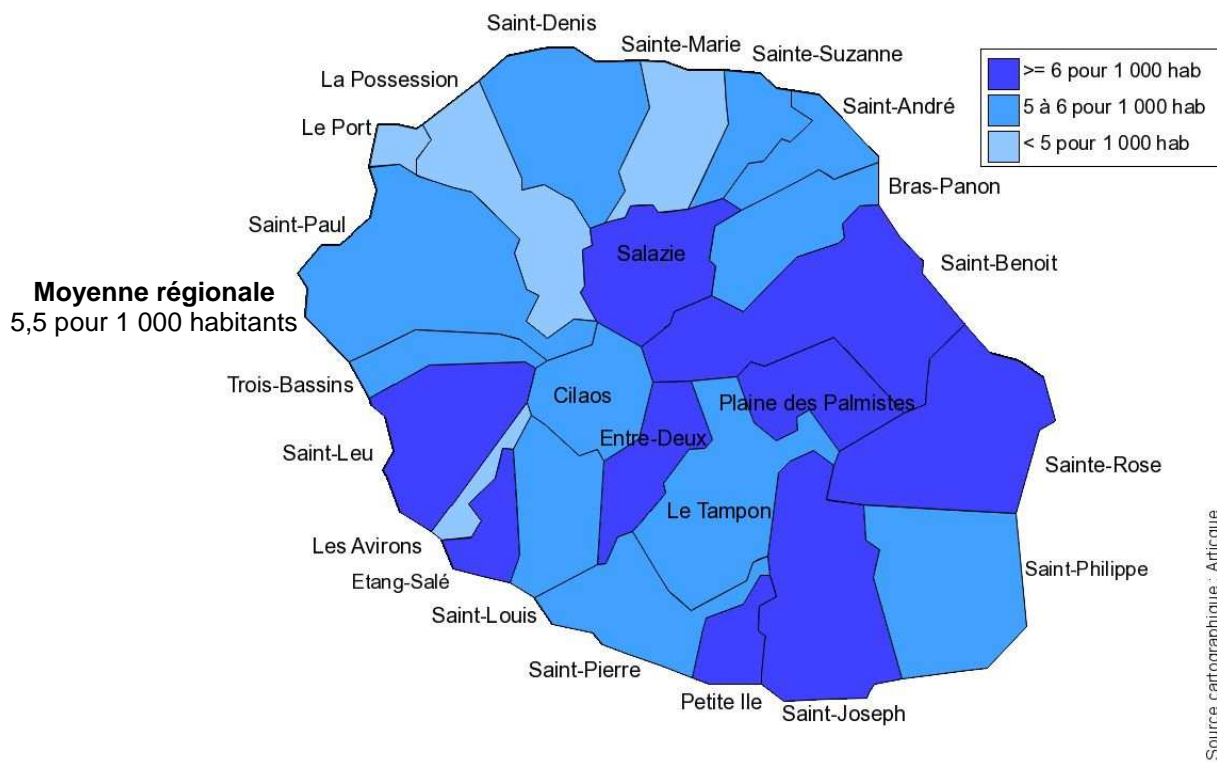 Saint-Denis
Sainte-Marie
Sainte-Suzanne
La Possession
Saint-André
Le Port
>= 6 pour 1 000 hab
5 à 6 pour 1 000 hab
< 5 pour 1 000 hab
Bras-Panon
Saint-Paul
Salazie
Saint-Benoit
Moyenne régionale
5,5 pour 1 000 habitants
Trois-Bassins
Cilaos
Plaine des Palmistes
Entre-Deux
Saint-Leu
Sainte-Rose
Le Tampon
Les Avirons
Etang-Salé
Saint-Philippe
Saint-Louis
Saint-Pierre
Petite Ile
Saint-Joseph
Source cartographique : Articque